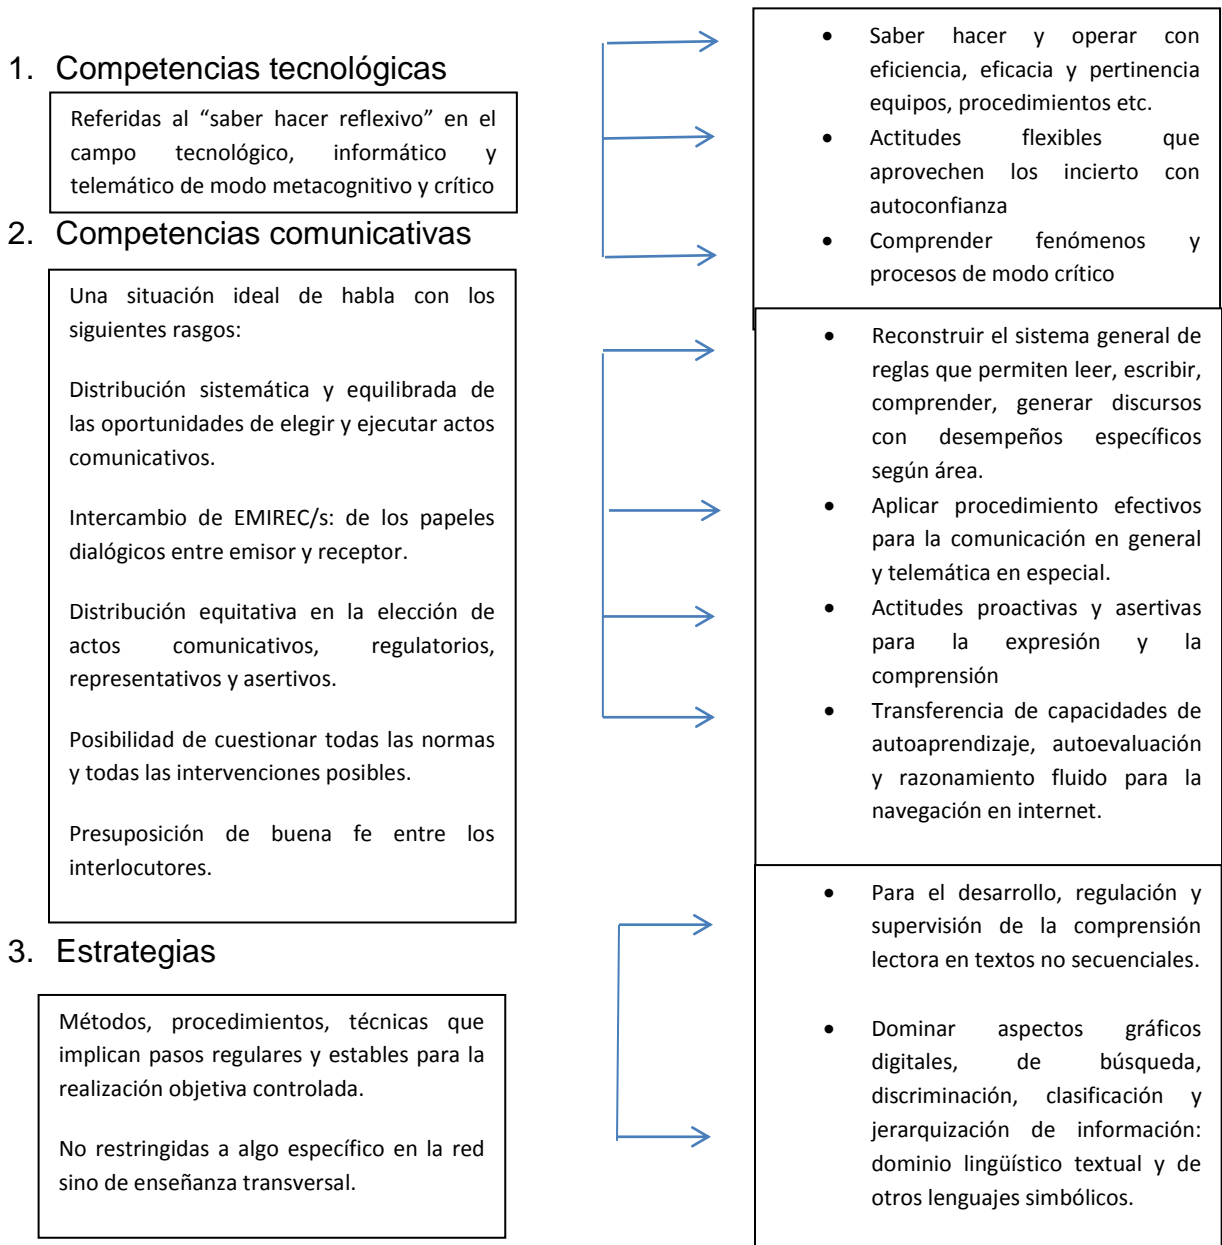 1. Competencias tecnológicas
Referidas al “saber hacer reflexivo” en el
campo tecnológico, informático y
telemático de modo metacognitivo y crítico
• Saber hacer y operar con
eficiencia, eficacia y pertinencia
equipos, procedimientos etc.
• Actitudes flexibles que
aprovechen los incierto con
autoconfianza
• Comprender fenómenos y
procesos de modo crítico
2. Competencias comunicativas
Una situación ideal de habla con los
siguientes rasgos:
Distribución sistemática y equilibrada de
las oportunidades de elegir y ejecutar actos
comunicativos.
Intercambio de EMIREC/s: de los papeles
dialógicos entre emisor y receptor.
Distribución equitativa en la elección de
actos comunicativos, regulatorios,
representativos y asertivos.
Posibilidad de cuestionar todas las normas
y todas las intervenciones posibles.
Presuposición de buena fe entre los
interlocutores.
• Reconstruir el sistema general de
reglas que permiten leer, escribir,
comprender, generar discursos
con desempeños específicos
según área.
• Aplicar procedimiento efectivos
para la comunicación en general
y telemática en especial.
• Actitudes proactivas y asertivas
para la expresión y la
comprensión
• Transferencia de capacidades de
autoaprendizaje, autoevaluación
y razonamiento fluido para la
navegación en internet.
3. Estrategias
Métodos, procedimientos, técnicas que
implican pasos regulares y estables para la
realización objetiva controlada.
No restringidas a algo específico en la red
sino de enseñanza transversal.
• Para el desarrollo, regulación y
supervisión de la comprensión
lectora en textos no secuenciales.
• Dominar aspectos gráficos
digitales, de búsqueda,
discriminación, clasificación y
jerarquización de información:
dominio lingüístico textual y de
otros lenguajes simbólicos.